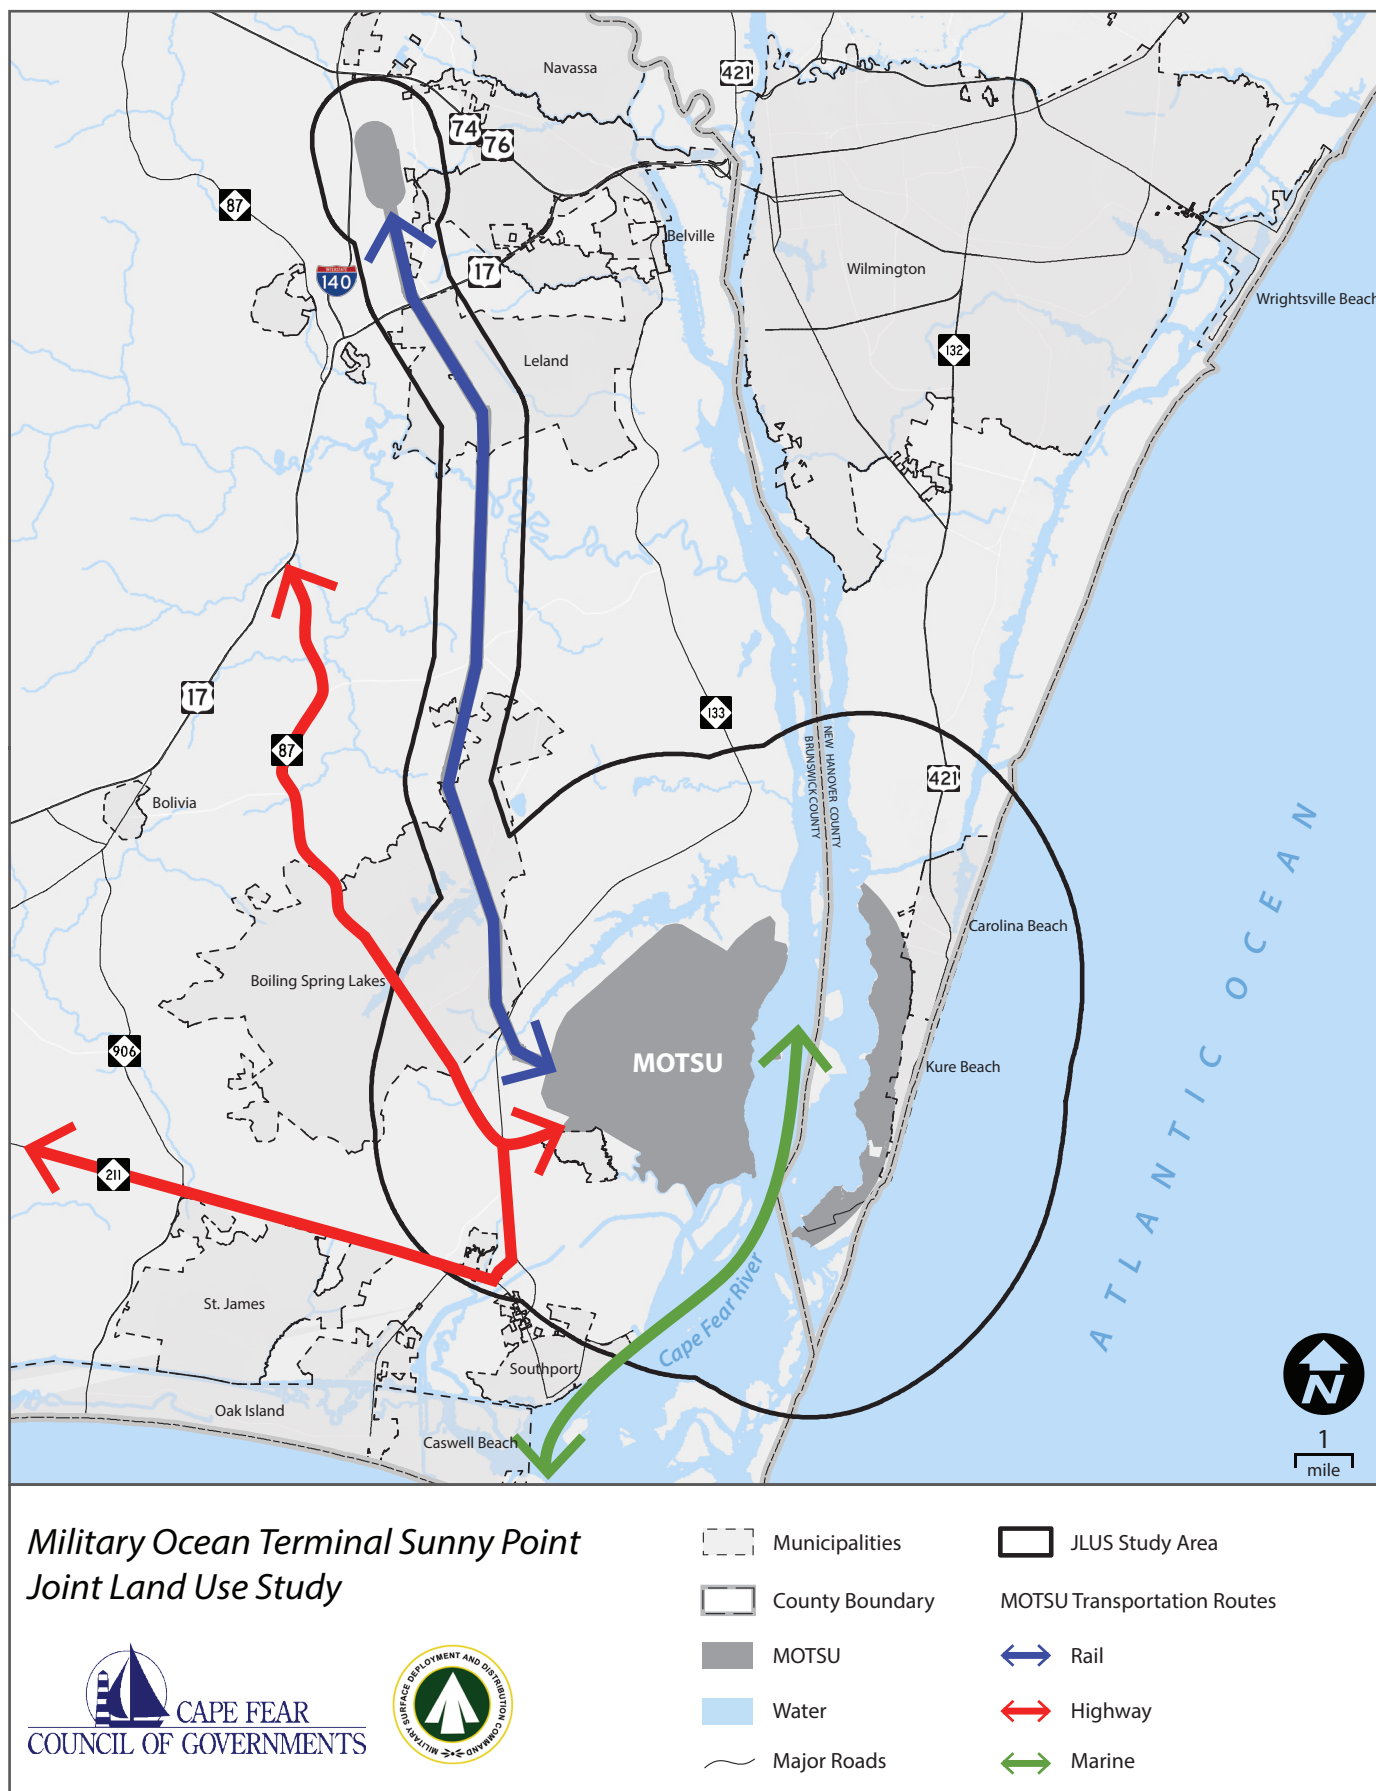 Navassa
421
74
76
87
Belville
17
Wilmington
INTERSTATE
140
Wrightsville Beach
132
Leland
17
133
87
NEW HANOVER COUNTY
BRUNSWICK COUNTY
421
Bolivia
ATLANTIC OCEAN
Carolina Beach
Boiling Spring Lakes
906
MOTSU
Kure Beach
211
St. James
Cape Fear River
Southport
Oak Island
Caswell Beach
N
1
mile
Military Ocean Terminal Sunny Point
Joint Land Use Study
CAPE FEAR
COUNCIL OF GOVERNMENTS
MILITARY SURFACE DEPLOYMENT AND DISTRIBUTION COMMAND
Municipalities
County Boundary
MOTSU
Water
Major Roads
JLUS Study Area
MOTSU Transportation Routes
Rail
Highway
Marine